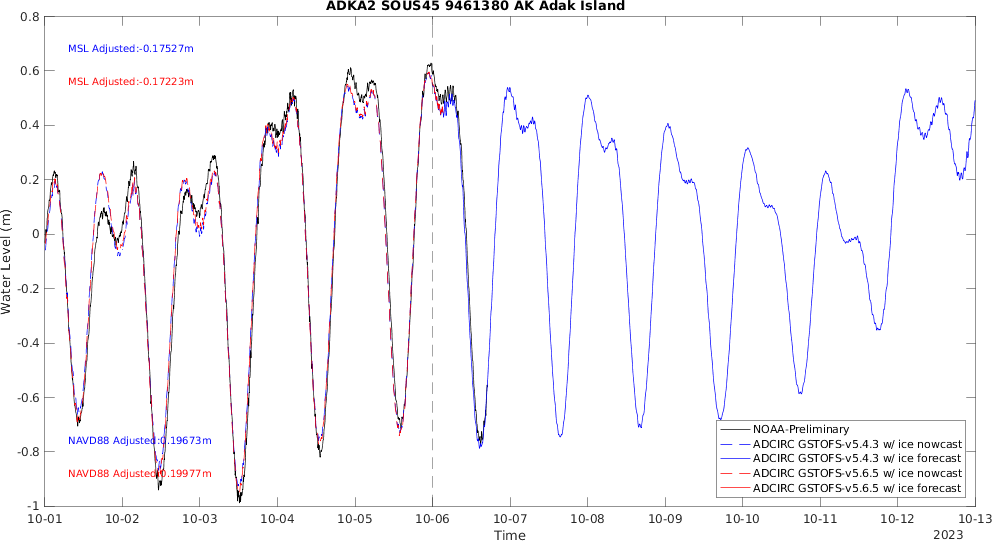 ADKA2 SOUS45 9461380 AK Adak Island
0.8
0.6
0.4
0.2
0
-0.2
-0.4
-0.6
-0.8
-1
Water Level (m)
MSL Adjusted:-0.17527m
MSL Adjusted:-0.17223m
NAVD88 Adjusted:0.19673m
NAVD88 Adjusted:0.19977m
NOAA-Preliminary
ADCIRC GSTOFS-v5.4.3 w/ ice nowcast
ADCIRC GSTOFS-v5.4.3 w/ ice forecast
ADCIRC GSTOFS-v5.6.5 w/ ice nowcast
ADCIRC GSTOFS-v5.6.5 w/ ice forecast
10-01 10-02 10-03 10-04 10-05 10-06 10-07 10-08 10-09 10-10 10-11 10-12 10-13
Time
2023